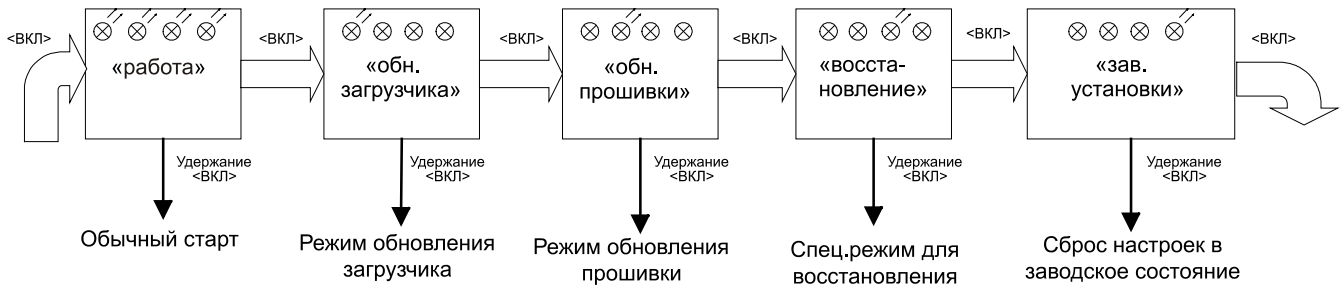 <ВКЛ>
«работа»
<ВКЛ>
«обн.
загрузчика»
<ВКЛ>
«обн.
прошивки»
<ВКЛ>
«восста-
новление»
<ВКЛ>
«зав.
установки»
<ВКЛ>
Удержание
<ВКЛ>
Удержание
<ВКЛ>
Удержание
<ВКЛ>
Удержание
<ВКЛ>
Удержание
<ВКЛ>
Обычный старт
Режим обновления
загрузчика
Режим обновления
прошивки
Спец.режим для
восстановления
Сброс настроек в
заводское состояние